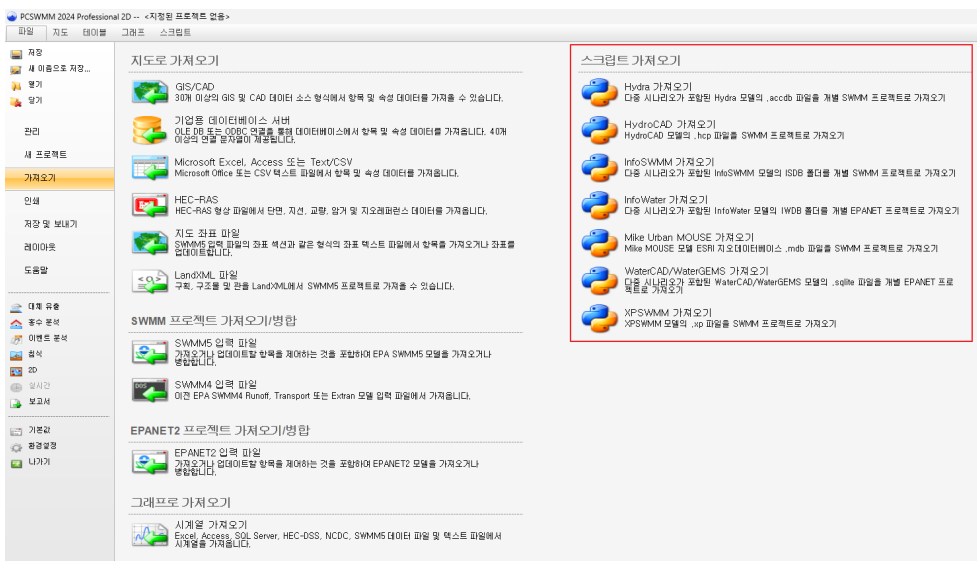 PCSWMM 2024 Professional 2D -- <지정된 프로젝트 없음>
파일 지도 테이블 그래프 스크립트
저장
새 이름으로 저장...
열기
닫기
관리
새 프로젝트
가져오기
인쇄
저장 및 보내기
레이아웃
도움말
대체 유출
홍수 분석
이벤트 분석
침식
2D
실시간
보고서
기본값
환경설정
나가기
지도로 가져오기
GIS/CAD
30개 이상의 GIS 및 CAD 데이터 소스 형식에서 항목 및 속성 데이터를 가져올 수 있습니다.
기업용 데이터베이스 서버
OLE DB 또는 ODBC 연결을 통해 데이터베이스에서 항목 및 속성 데이터를 가져옵니다. 40개
이상의 연결 문자열이 제공됩니다.
Microsoft Excel, Access 또는 Text/CSV
Microsoft Office 또는 CSV 텍스트 파일에서 항목 및 속성 데이터를 가져옵니다.
HEC-RAS
HEC-RAS 형상 파일에서 단면, 지선, 교량, 암거 및 지오레퍼런스 데이터를 가져옵니다.
지도 좌표 파일
SWMM5 입력 파일의 좌표 섹션과 같은 형식의 좌표 텍스트 파일에서 항목을 가져오거나 좌표를
업데이트합니다.
LandXML 파일
구획, 구조물 및 관을 LandXML에서 SWMM5 프로젝트로 가져올 수 있습니다.
SWMM 프로젝트 가져오기/병합
SWMM5 입력 파일
가져오거나 업데이트할 항목을 제어하는 것을 포함하여 EPA SWMM5 모델을 가져오거나
병합합니다.
SWMM4 입력 파일
이전 EPA SWMM4 Runoff, Transport 또는 Extran 모델 입력 파일에서 가져옵니다.
EPANET2 프로젝트 가져오기/병합
EPANET2 입력 파일
가져오거나 업데이트할 항목을 제어하는 것을 포함하여 EPANET2 모델을 가져오거나
병합합니다.
그래프로 가져오기
시계열 가져오기
Excel, Access, SQL Server, HEC-DSS, NCDC, SWMM5 데이터 파일 및 텍스트 파일에서
시계열을 가져옵니다.
스크립트 가져오기
Hydra 가져오기
다중 시나리오가 포함된 Hydra 모델의 .accdb 파일을 개별 SWMM 프로젝트로 가져오기
HydroCAD 가져오기
HydroCAD 모델의 .hcp 파일을 SWMM 프로젝트로 가져오기
InfoSWMM 가져오기
다중 시나리오가 포함된 InfoSWMM 모델의 ISDB 폴더를 개별 SWMM 프로젝트로 가져오기
InfoWater 가져오기
다중 시나리오가 포함된 InfoWater 모델의 IWDB 폴더를 개별 EPANET 프로젝트로 가져오기
Mike Urban MOUSE 가져오기
Mike MOUSE 모델 ESRI 지오데이터베이스 .mdb 파일을 SWMM 프로젝트로 가져오기
WaterCAD/WaterGEMS 가져오기
다중 시나리오가 포함된 WaterCAD/WaterGEMS 모델의 .sqlite 파일을 개별 EPANET 프로
젝트로 가져오기
XPSWMM 가져오기
XPSWMM 모델의 .xp 파일을 SWMM 프로젝트로 가져오기